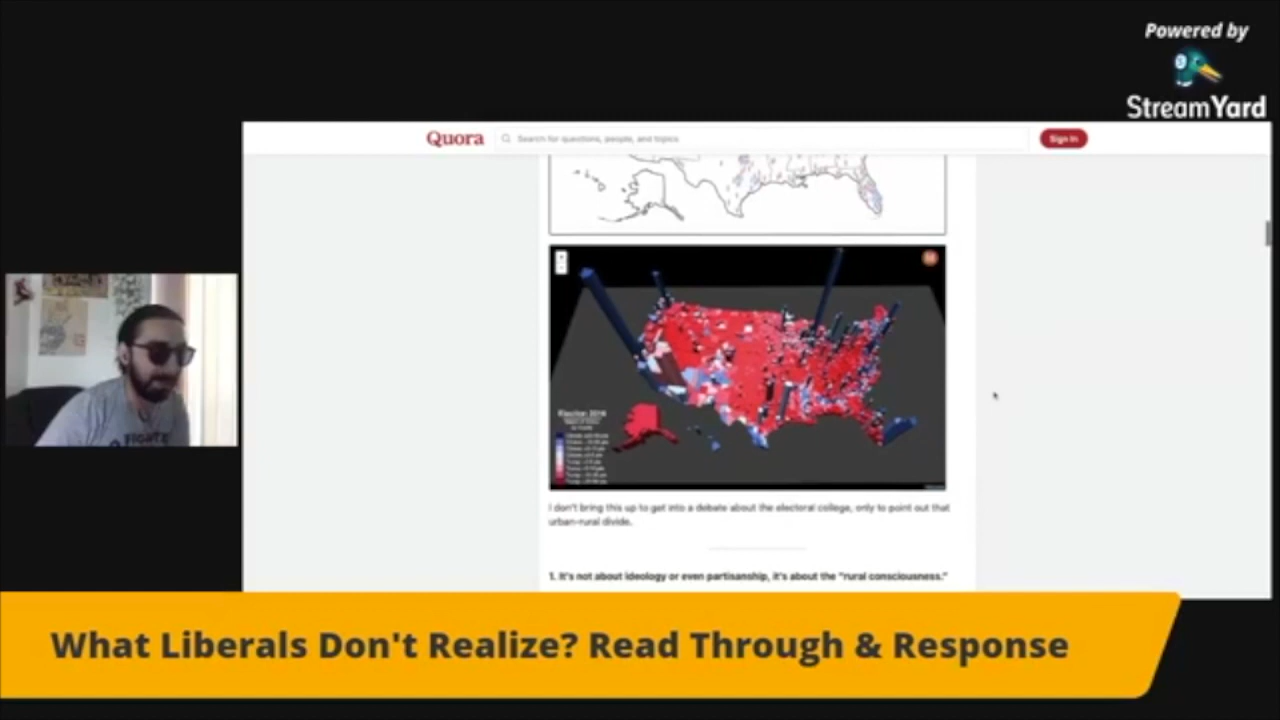 Powered by
StreamYard
Quora
Search for questions, people, and topics
Sign In
Election 2016
I don't bring this up to get into a debate about the electoral college, only to point out that
urban-rural divide.
1. It's not about ideology or even partisanship, it's about the "rural consciousness."
What Liberals Don't Realize? Read Through & Response